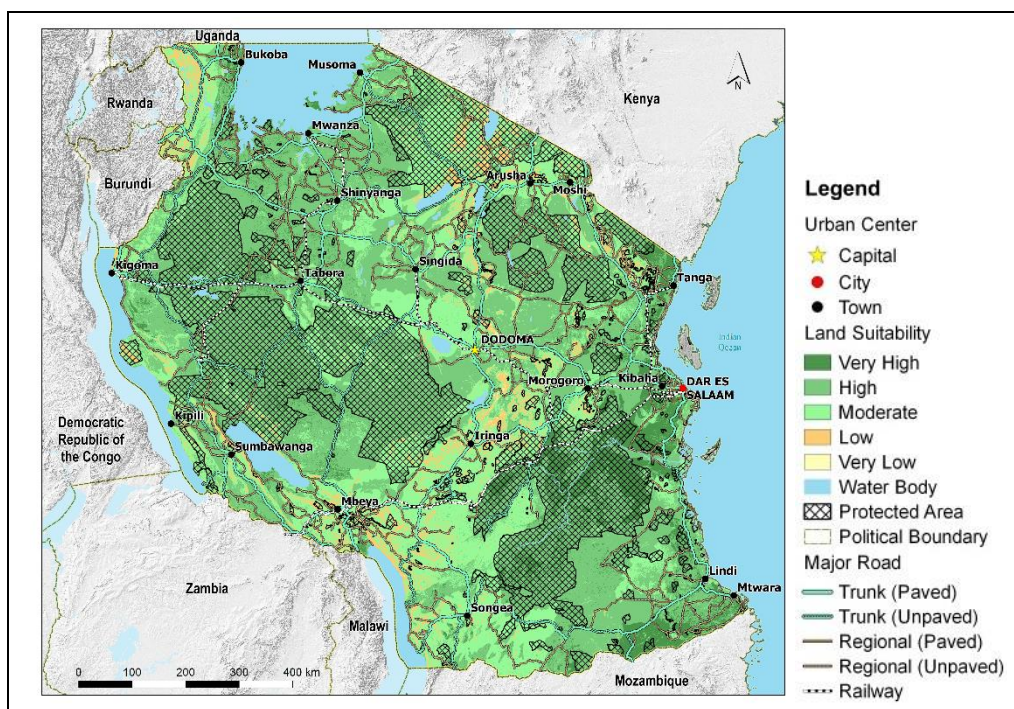 Uganda
Bukoba
Musoma
Rwanda
Kenya
N
Mwanza
Burundi
Arusha
Moshi
Shinyanga
Kigoma
Tabora
Singida
Tanga
DODOMA
Indian
Ocean
Morogoro
Kibaha
DAR ES
SALAAM
Democratic
Republic of
the Congo
Kipili
Iringa
Sumbawanga
Mbeya
Zambia
Lindi
Mtwara
Malawi
Songea
Mozambique
0 100 200 300 400 km
Legend
Urban Center
Capital
City
Town
Land Suitability
Very High
High
Moderate
Low
Very Low
Water Body
Protected Area
Political Boundary
Major Road
Trunk (Paved)
Trunk (Unpaved)
Regional (Paved)
Regional (Unpaved)
Railway